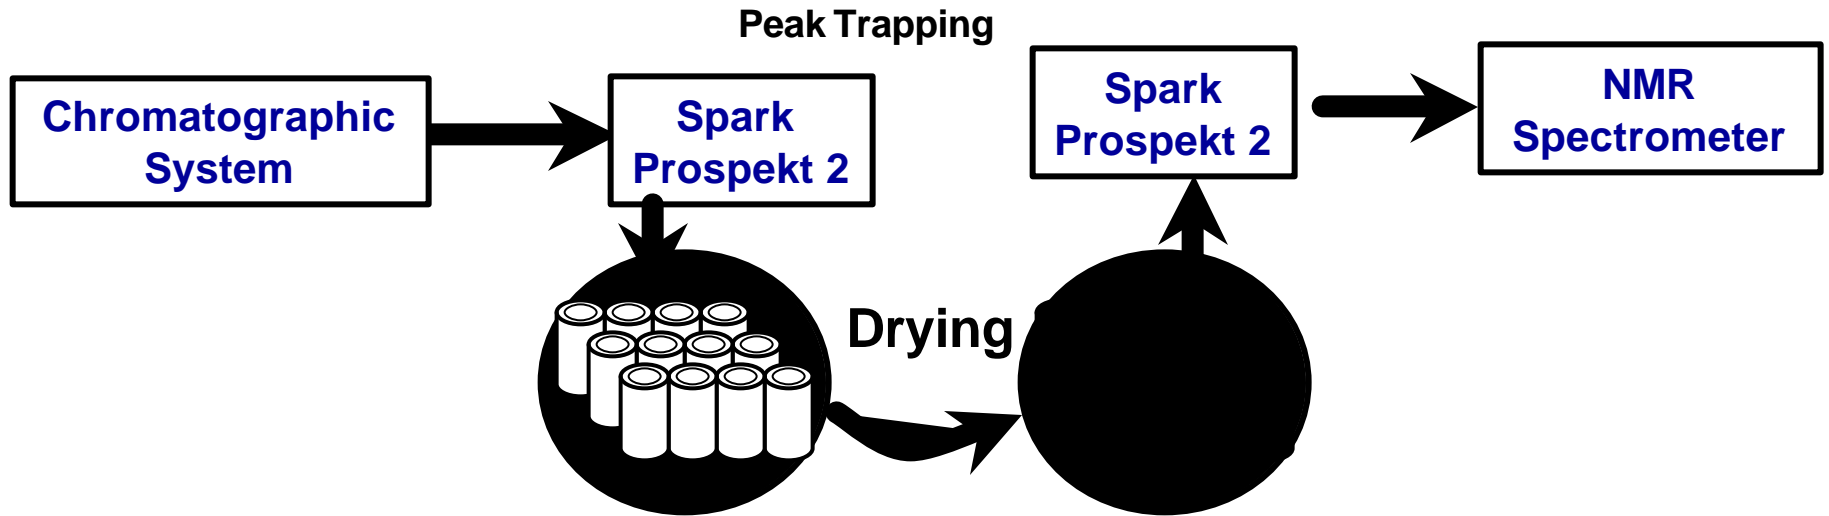 Peak Trapping
Chromatographic
System
Spark
Prospekt 2
Spark
Prospekt 2
NMR
Spectrometer
Drying